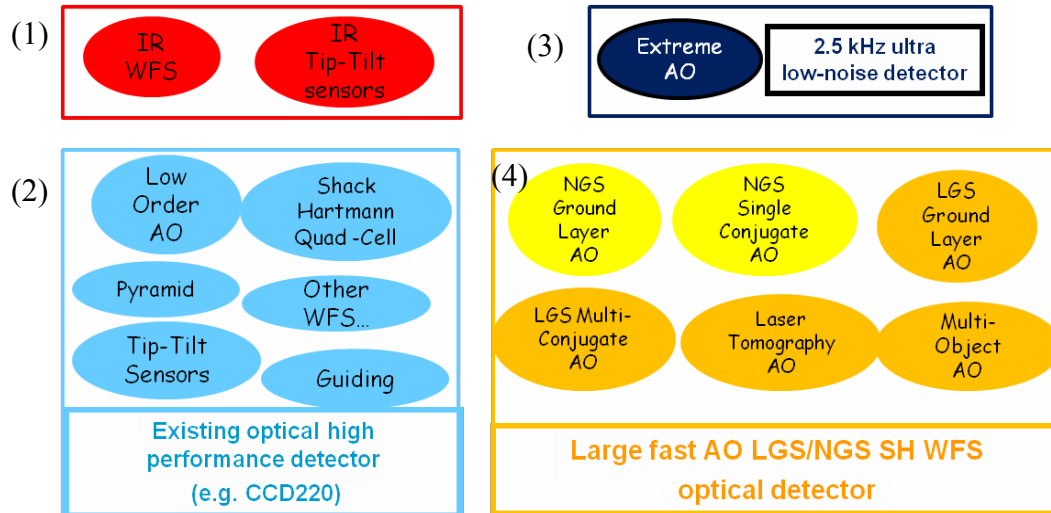 (1)
IR
WFS
IR
Tip-Tilt
sensors
(3)
Extreme
AO
2.5 kHz ultra
low-noise detector
(2)
Low
Order
AO
Shack
Hartmann
Quad -Cell
Pyramid
Other
WFS...
Tip-Tilt
Sensors
Guiding
Existing optical high
performance detector
(e.g. CCD220)
(4)
NGS
Ground
Layer
AO
NGS
Single
Conjugate
AO
LGS
Ground
Layer
AO
LGS Multi-
Conjugate
AO
Laser
Tomography
AO
Multi-
Object
AO
Large fast AO LGS/NGS SH WFS
optical detector